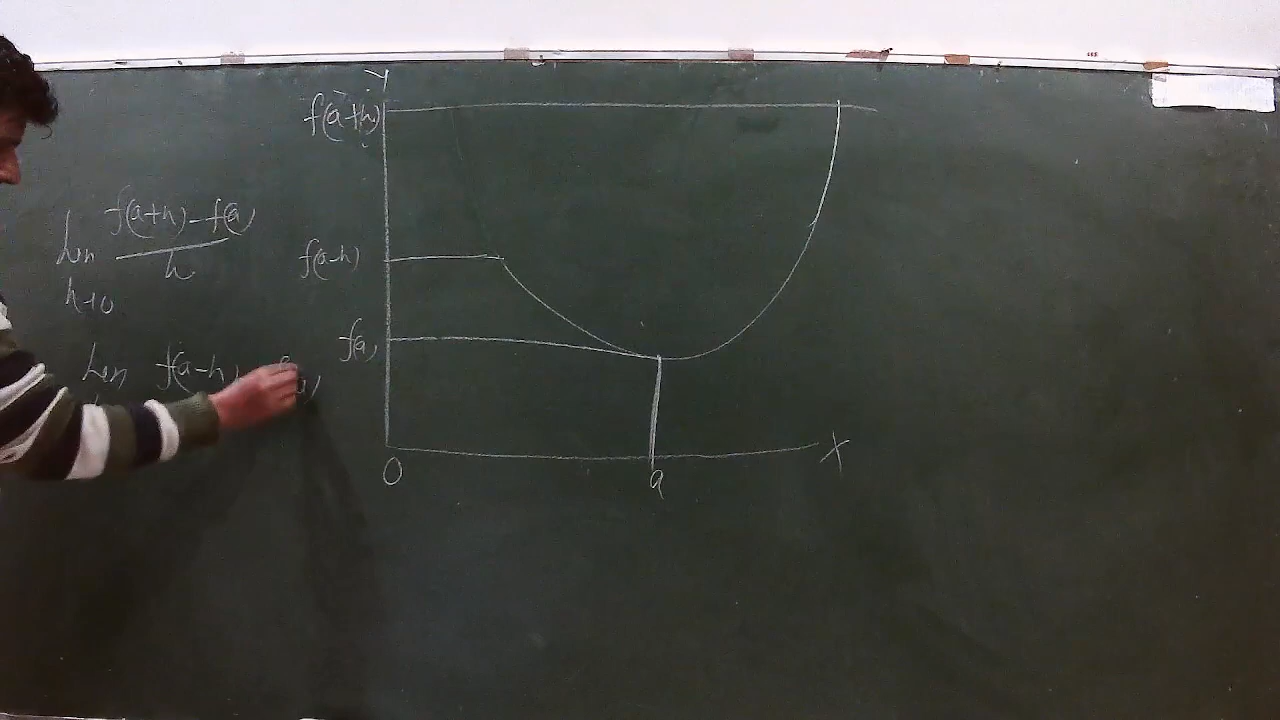 Y
f(a+h)
f(a+h)-f(a)
lim
h
h→0
f(a-h)
f(a)
lim f(a-h)
X
O
a